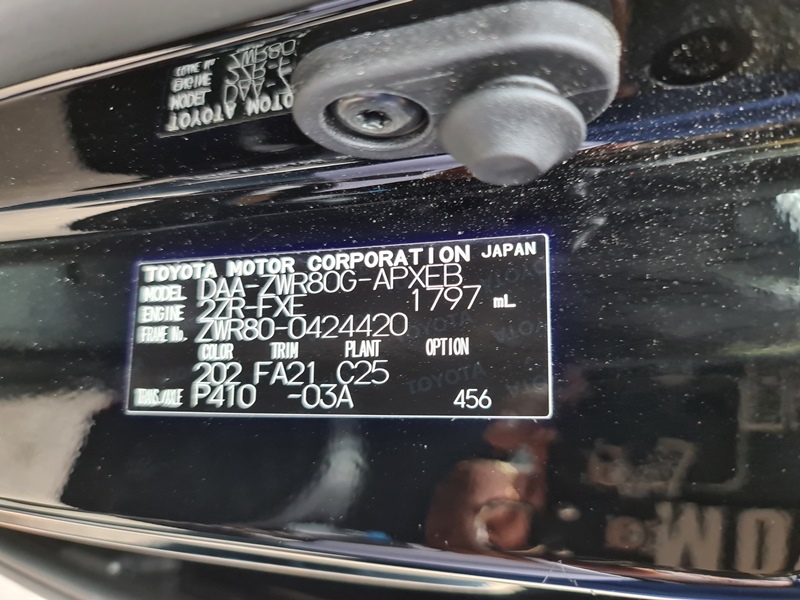 TOYOTA MOTOR CORPORATION JAPAN
MODEL DAA-ZWR80G-APXEB
ENGINE 2ZR-FXE 1797 mL
FRAME No. ZWR80-0424420
COLOR TRIM PLANT OPTION
202 FA21 C25
TRANS/AXLE P410 -03A 456